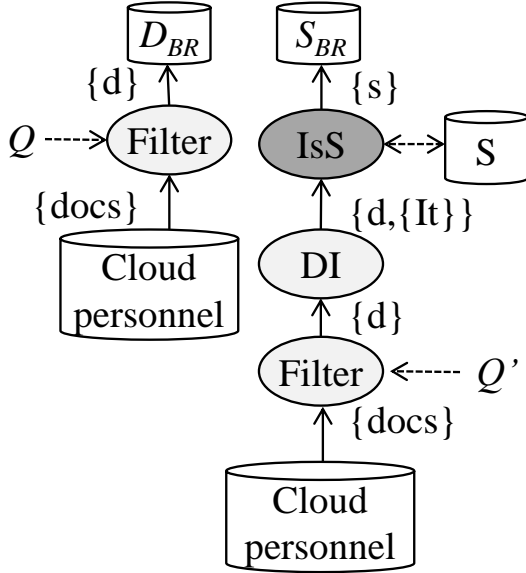 D_BR
S_BR
{d}
{s}
Q
Filter
IsS
S
{docs}
{d,{It}}
Cloud
personnel
DI
{d}
Filter
Q’
{docs}
Cloud
personnel